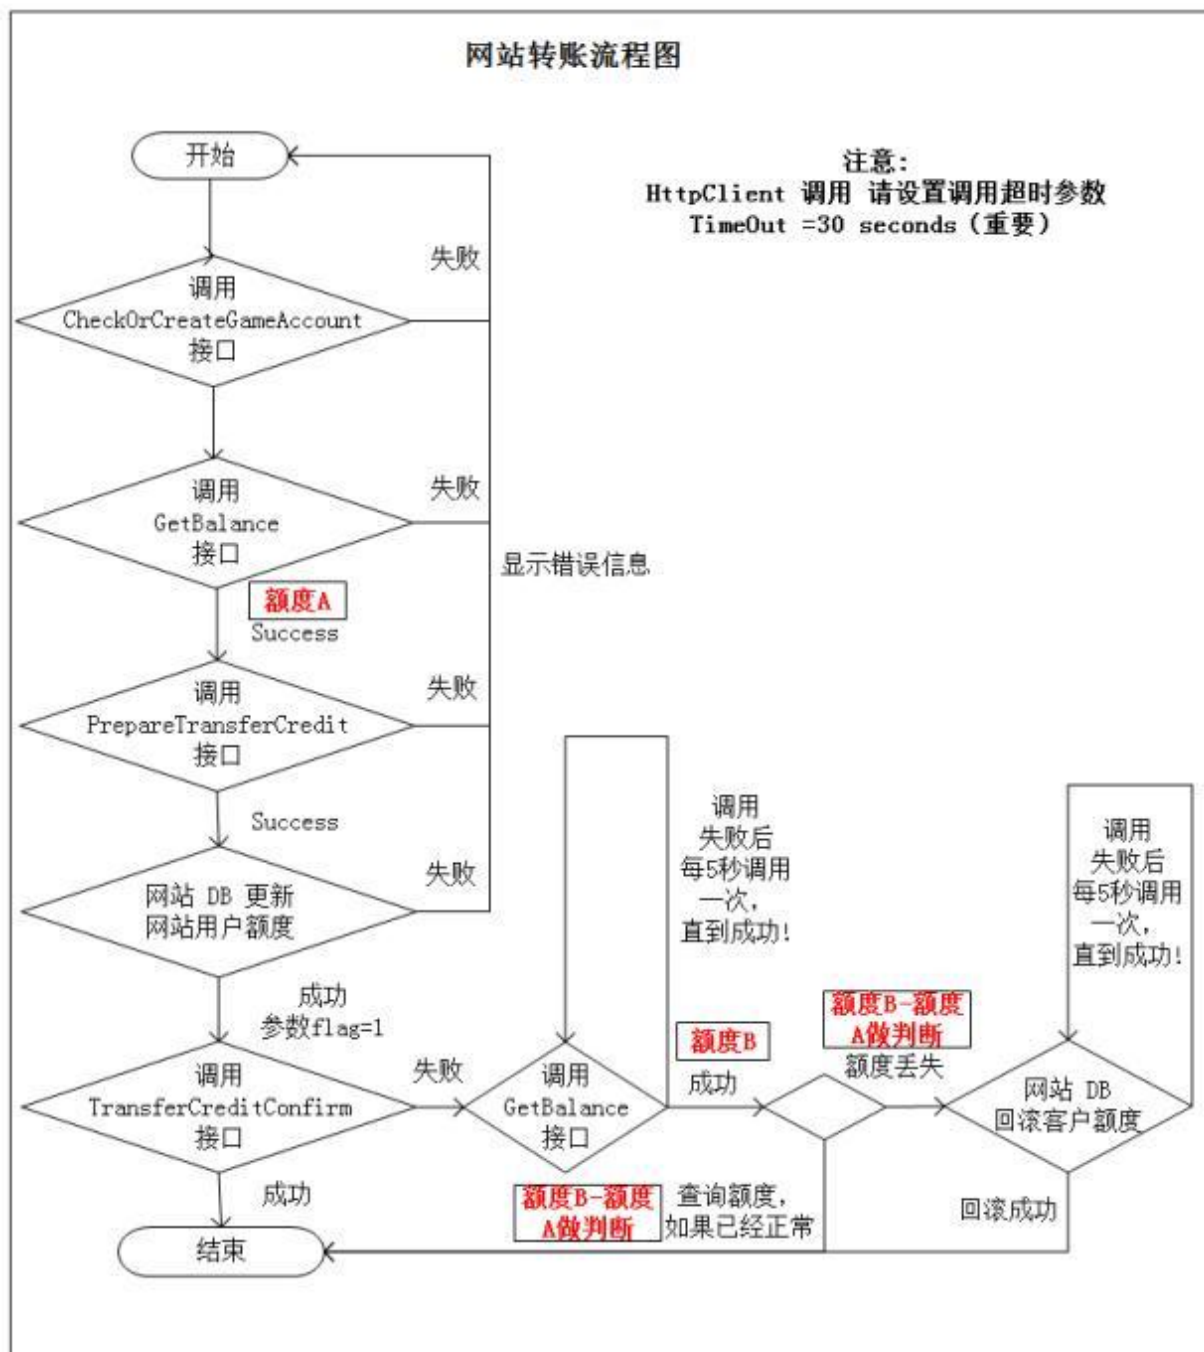 网站转账流程图
开始
注意:
HttpClient 调用 请设置调用超时参数
TimeOut =30 seconds（重要）
失败
调用
CheckOrCreateGameAccount
接口
失败
调用
GetBalance
接口
显示错误信息
额度A
Success
失败
调用
PrepareTransferCredit
接口
Success
失败
网站 DB 更新
网站用户额度
成功
参数flag=1
调用
TransferCreditConfirm
接口
失败
调用
GetBalance
接口
调用
失败后
每5秒调用
一次，
直到成功!
额度B
成功
额度B-额度
A做判断
额度丢失
调用
失败后
每5秒调用
一次，
直到成功!
网站 DB
回滚客户额度
成功
额度B-额度
A做判断
查询额度，
如果已经正常
回滚成功
结束